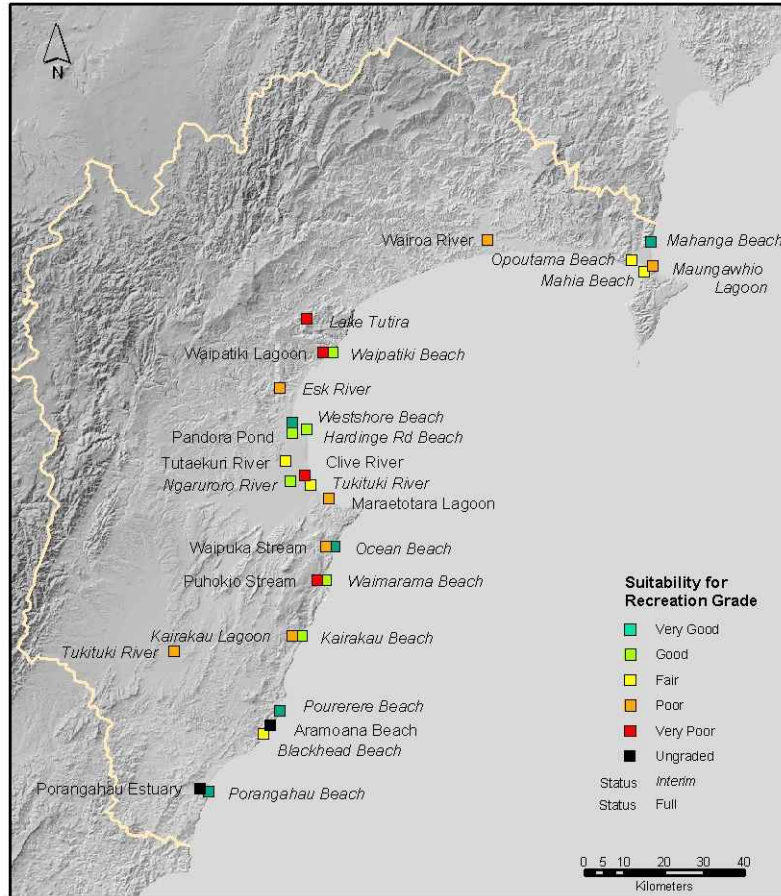 N
Wairoa River
Mahanga Beach
Opoutama Beach
Mahia Beach
Maungawhio
Lagoon
Lake Tutira
Waipatiki Lagoon
Waipatiki Beach
Esk River
Westshore Beach
Pandora Pond
Hardinge Rd Beach
Tutaekuri River
Clive River
Ngaruroro River
Tukituki River
Maraetotara Lagoon
Waipuka Stream
Ocean Beach
Puhokio Stream
Waimarama Beach
Kairakau Lagoon
Kairakau Beach
Tukituki River
Pourerere Beach
Aramoana Beach
Blackhead Beach
Porangahau Estuary
Porangahau Beach
Suitability for
Recreation Grade
Very Good
Good
Fair
Poor
Very Poor
Ungraded
Status Interim
Status Full
0 5 10 20 30 40
Kilometers